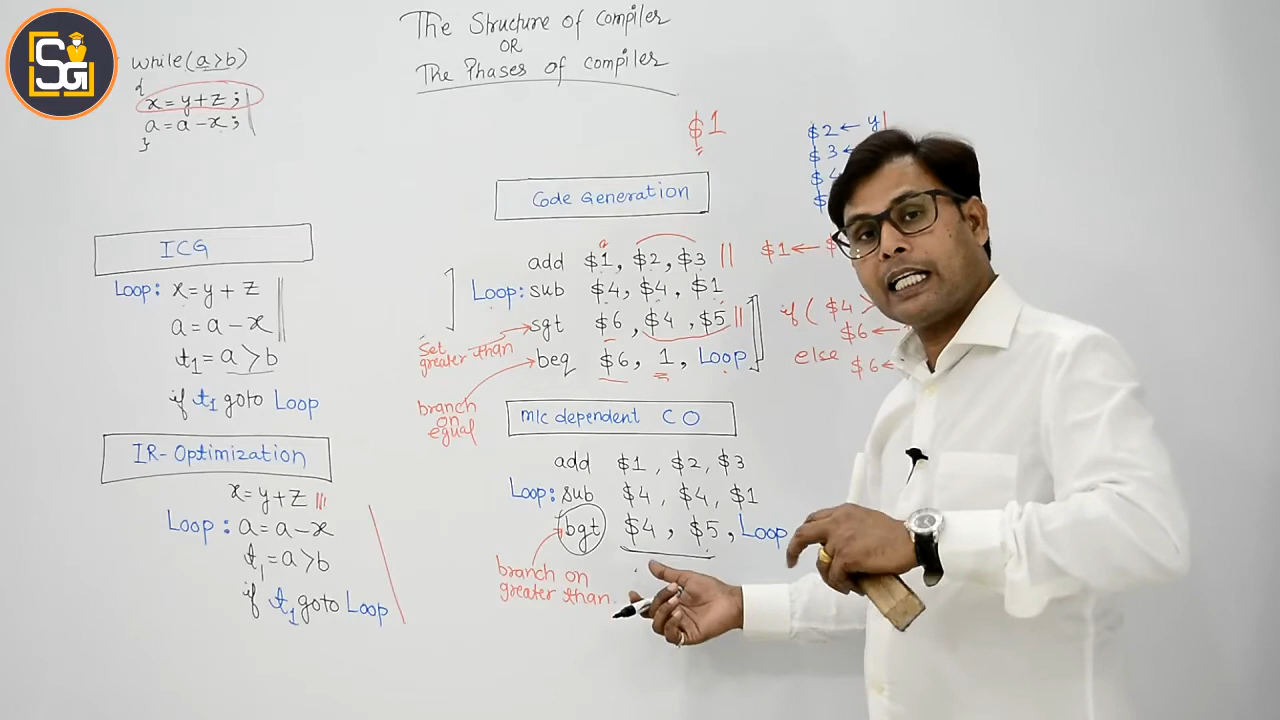 SG
while(a>b)
{
x = y+z;
a = a-x;
}
The Structure of compiler
OR
The Phases of compiler
$1
$2 ← y
$3 ←
$4
$
ICG
Loop: x = y + z
a = a - x
t1 = a > b
if t1 goto Loop
IR-Optimization
x = y+z
Loop : a = a - x
t1 = a > b
if t1 goto Loop
Code Generation
a
add $1, $2, $3
Loop: sub $4, $4, $1
sgt $6, $4, $5
beq $6, 1, Loop
Set
greater than
branch
on
equal
$1 ←
if ( $4 >
$6 ←
else $6 ←
M/c dependent CO
add $1, $2, $3
Loop: sub $4, $4, $1
bgt $4, $5, Loop
branch on
greater than